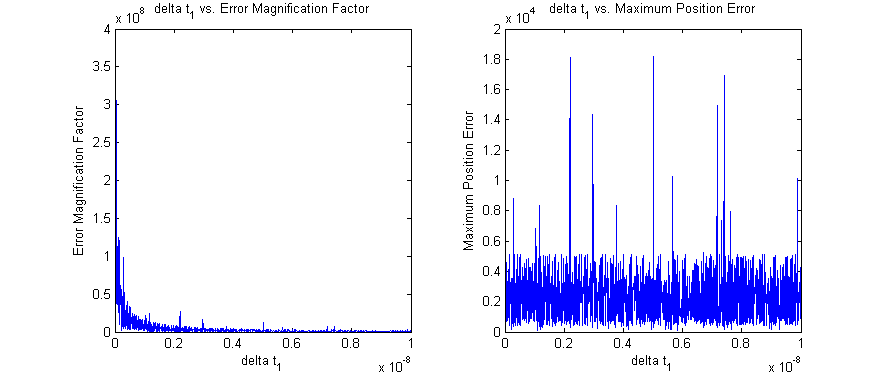 delta t1 vs. Error Magnification Factor
x 10^8
4
3.5
3
2.5
2
1.5
1
0.5
0
Error Magnification Factor
0 0.2 0.4 0.6 0.8 1
delta t1
x 10^-8
delta t1 vs. Maximum Position Error
x 10^4
2
1.8
1.6
1.4
1.2
1
0.8
0.6
0.4
0.2
0
Maximum Position Error
0 0.2 0.4 0.6 0.8 1
delta t1
x 10^-8